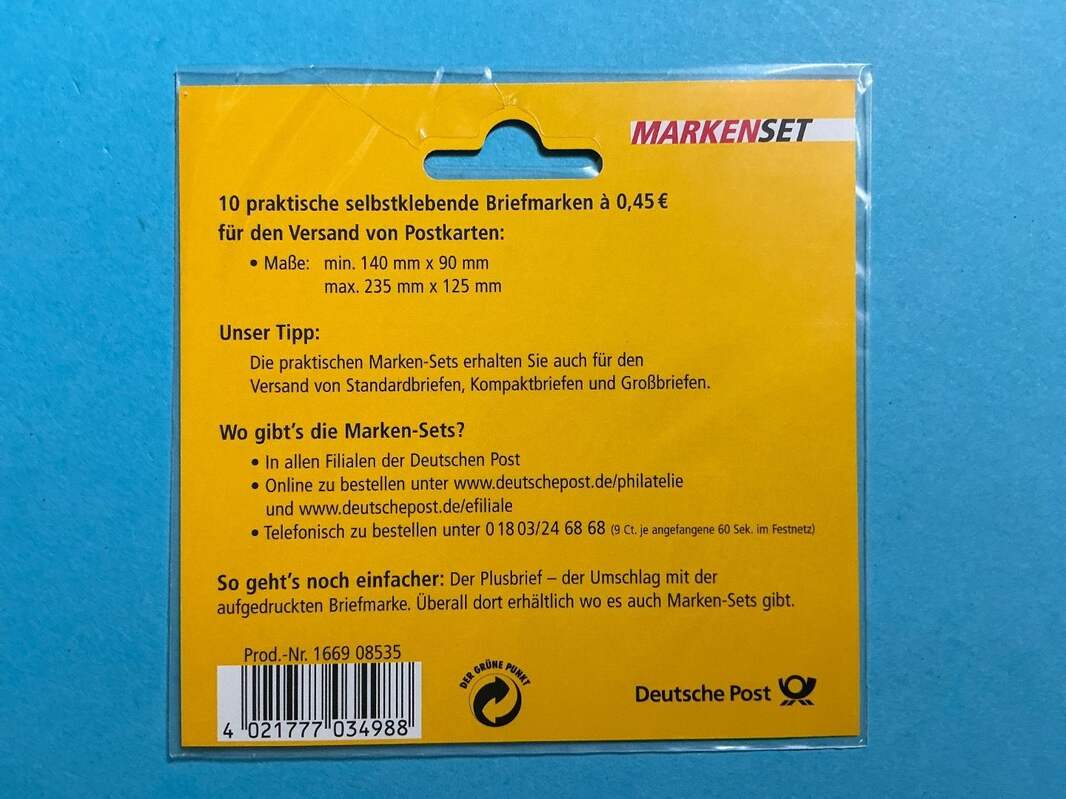 MARKENSET
10 praktische selbstklebende Briefmarken à 0,45 €
für den Versand von Postkarten:
• Maße: min. 140 mm x 90 mm
max. 235 mm x 125 mm
Unser Tipp:
Die praktischen Marken-Sets erhalten Sie auch für den
Versand von Standardbriefen, Kompaktbriefen und Großbriefen.
Wo gibt's die Marken-Sets?
• In allen Filialen der Deutschen Post
• Online zu bestellen unter www.deutschepost.de/philatelie
und www.deutschepost.de/efiliale
• Telefonisch zu bestellen unter 0 18 03/24 68 68 (9 Ct. je angefangene 60 Sek. im Festnetz)
So geht's noch einfacher: Der Plusbrief – der Umschlag mit der
aufgedruckten Briefmarke. Überall dort erhältlich wo es auch Marken-Sets gibt.
Prod.-Nr. 1669 08535
4 021777 034988
DER GRÜNE PUNKT
Deutsche Post